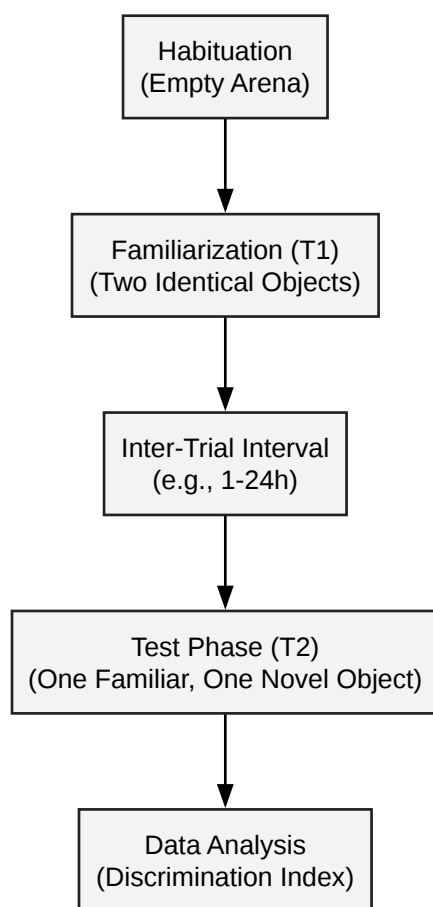 Habituation
(Empty Arena)
Familiarization (T1)
(Two Identical Objects)
Inter-Trial Interval
(e.g., 1-24h)
Test Phase (T2)
(One Familiar, One Novel Object)
Data Analysis
(Discrimination Index)